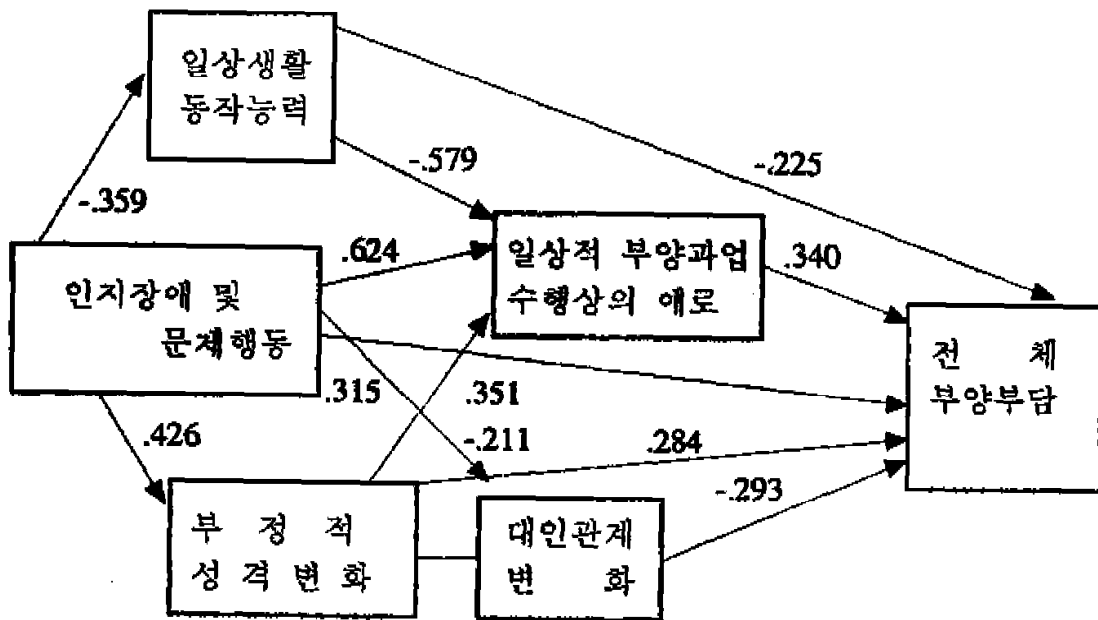 일상생활
동작능력
-.579
-.225
-.359
.624
일상적 부양과업
수행상의 애로
.340
인지장애 및
문제행동
전 체
부양부담
.315
.351
.426
-.211
.284
-.293
부 정 적
성격변화
대인관계
변 화